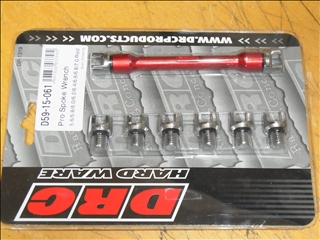 WWW.DRCPRODUCTS.COM
D59-15-061
Pro Spoke Wrench
DRC
HARD WARE